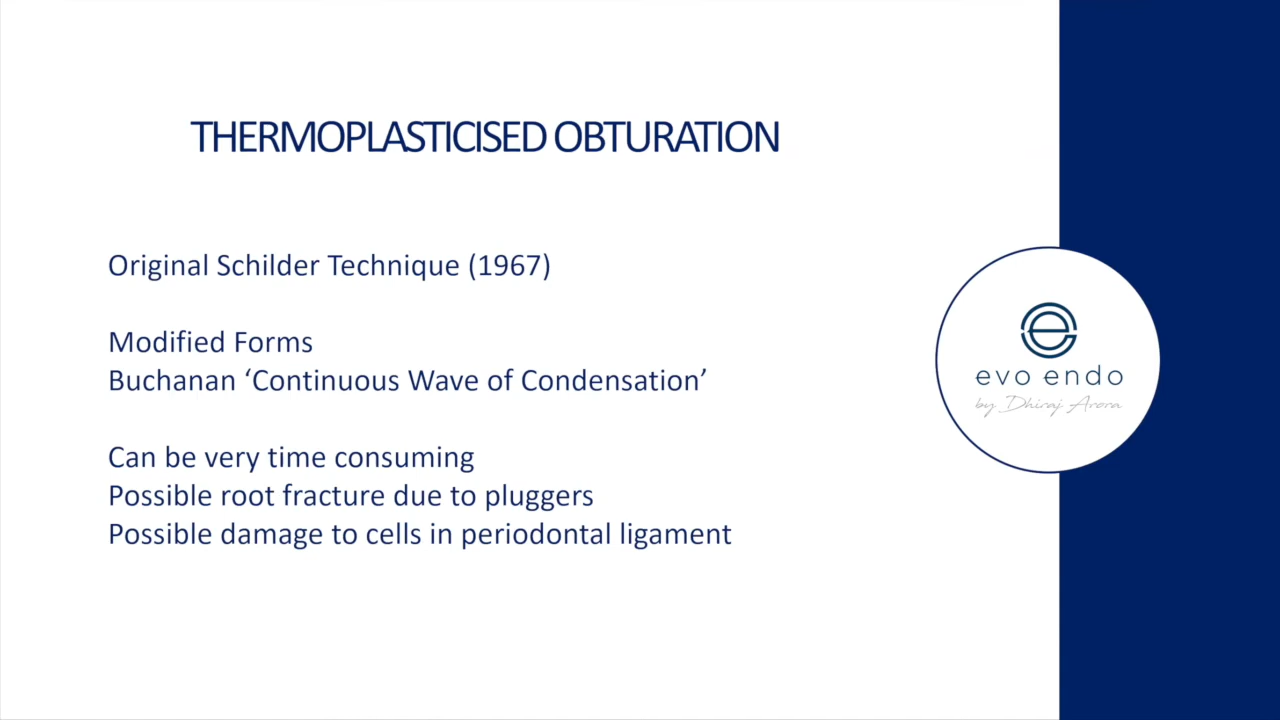 THERMOPLASTICISED OBTURATION
Original Schilder Technique (1967)
Modified Forms
Buchanan ‘Continuous Wave of Condensation’
Can be very time consuming
Possible root fracture due to pluggers
Possible damage to cells in periodontal ligament
evo endo
by Dhiraj Arora